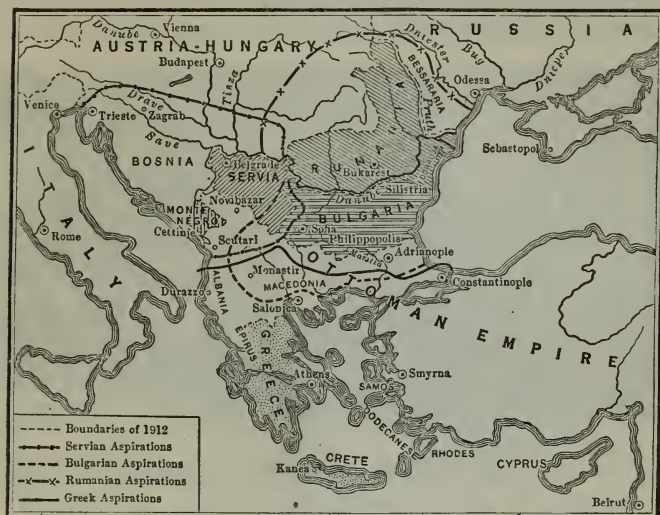 RUSSIA
Vienna
Danube
AUSTRIA-HUNGARY
Budapest
Tisza
Dniester
Bug
Dnieper
BESSARABIA
Pruth
Odessa
Venice
Trieste
Drave
Zagrab
Save
BOSNIA
Belgrade
SERVIA
RUMANIA
Bukarest
Sebastopol
Silistria
Danube
Novibazar
BULGARIA
MONTE
NEGRO
Cettinje
Sofia
Philippopolis
Scutari
ITALY
Rome
Maritza
Adrianople
Monastir
MACEDONIA
Constantinople
Durazzo
ALBANIA
Salonica
OTTOMAN EMPIRE
EPIRUS
GREECE
Athens
Smyrna
SAMOS
DODECANESE
RHODES
Kanea
CRETE
CYPRUS
Beirut
Boundaries of 1912
Servian Aspirations
Bulgarian Aspirations
Rumanian Aspirations
Greek Aspirations